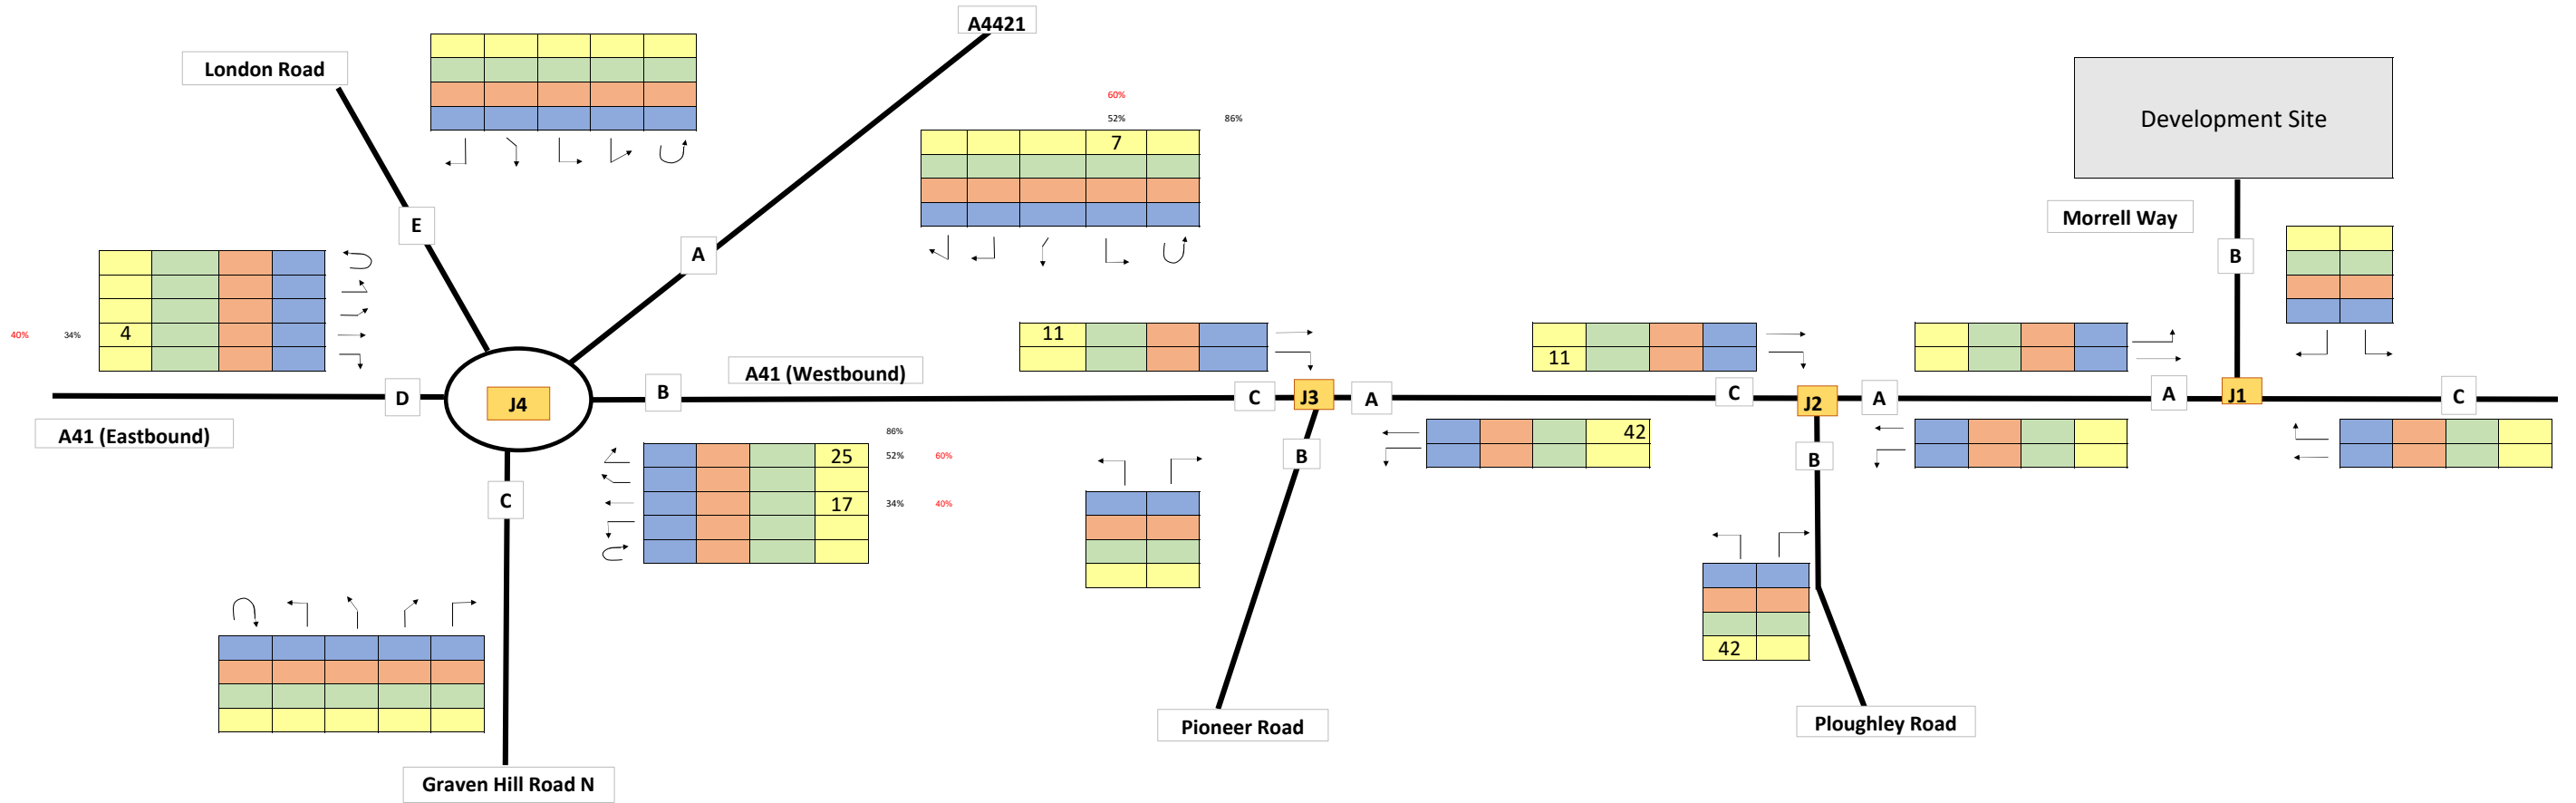 A4421
London Road
60%
52% 86%
Development Site
7
Morrell Way
E
A
B
4
40% 34%
11
11
A41 (Westbound)
D
J4
B
C
J3
A
C
J2
A
A
J1
C
A41 (Eastbound)
86%
25
52% 60%
17
34% 40%
42
B
B
C
42
Pioneer Road
Ploughley Road
Graven Hill Road N